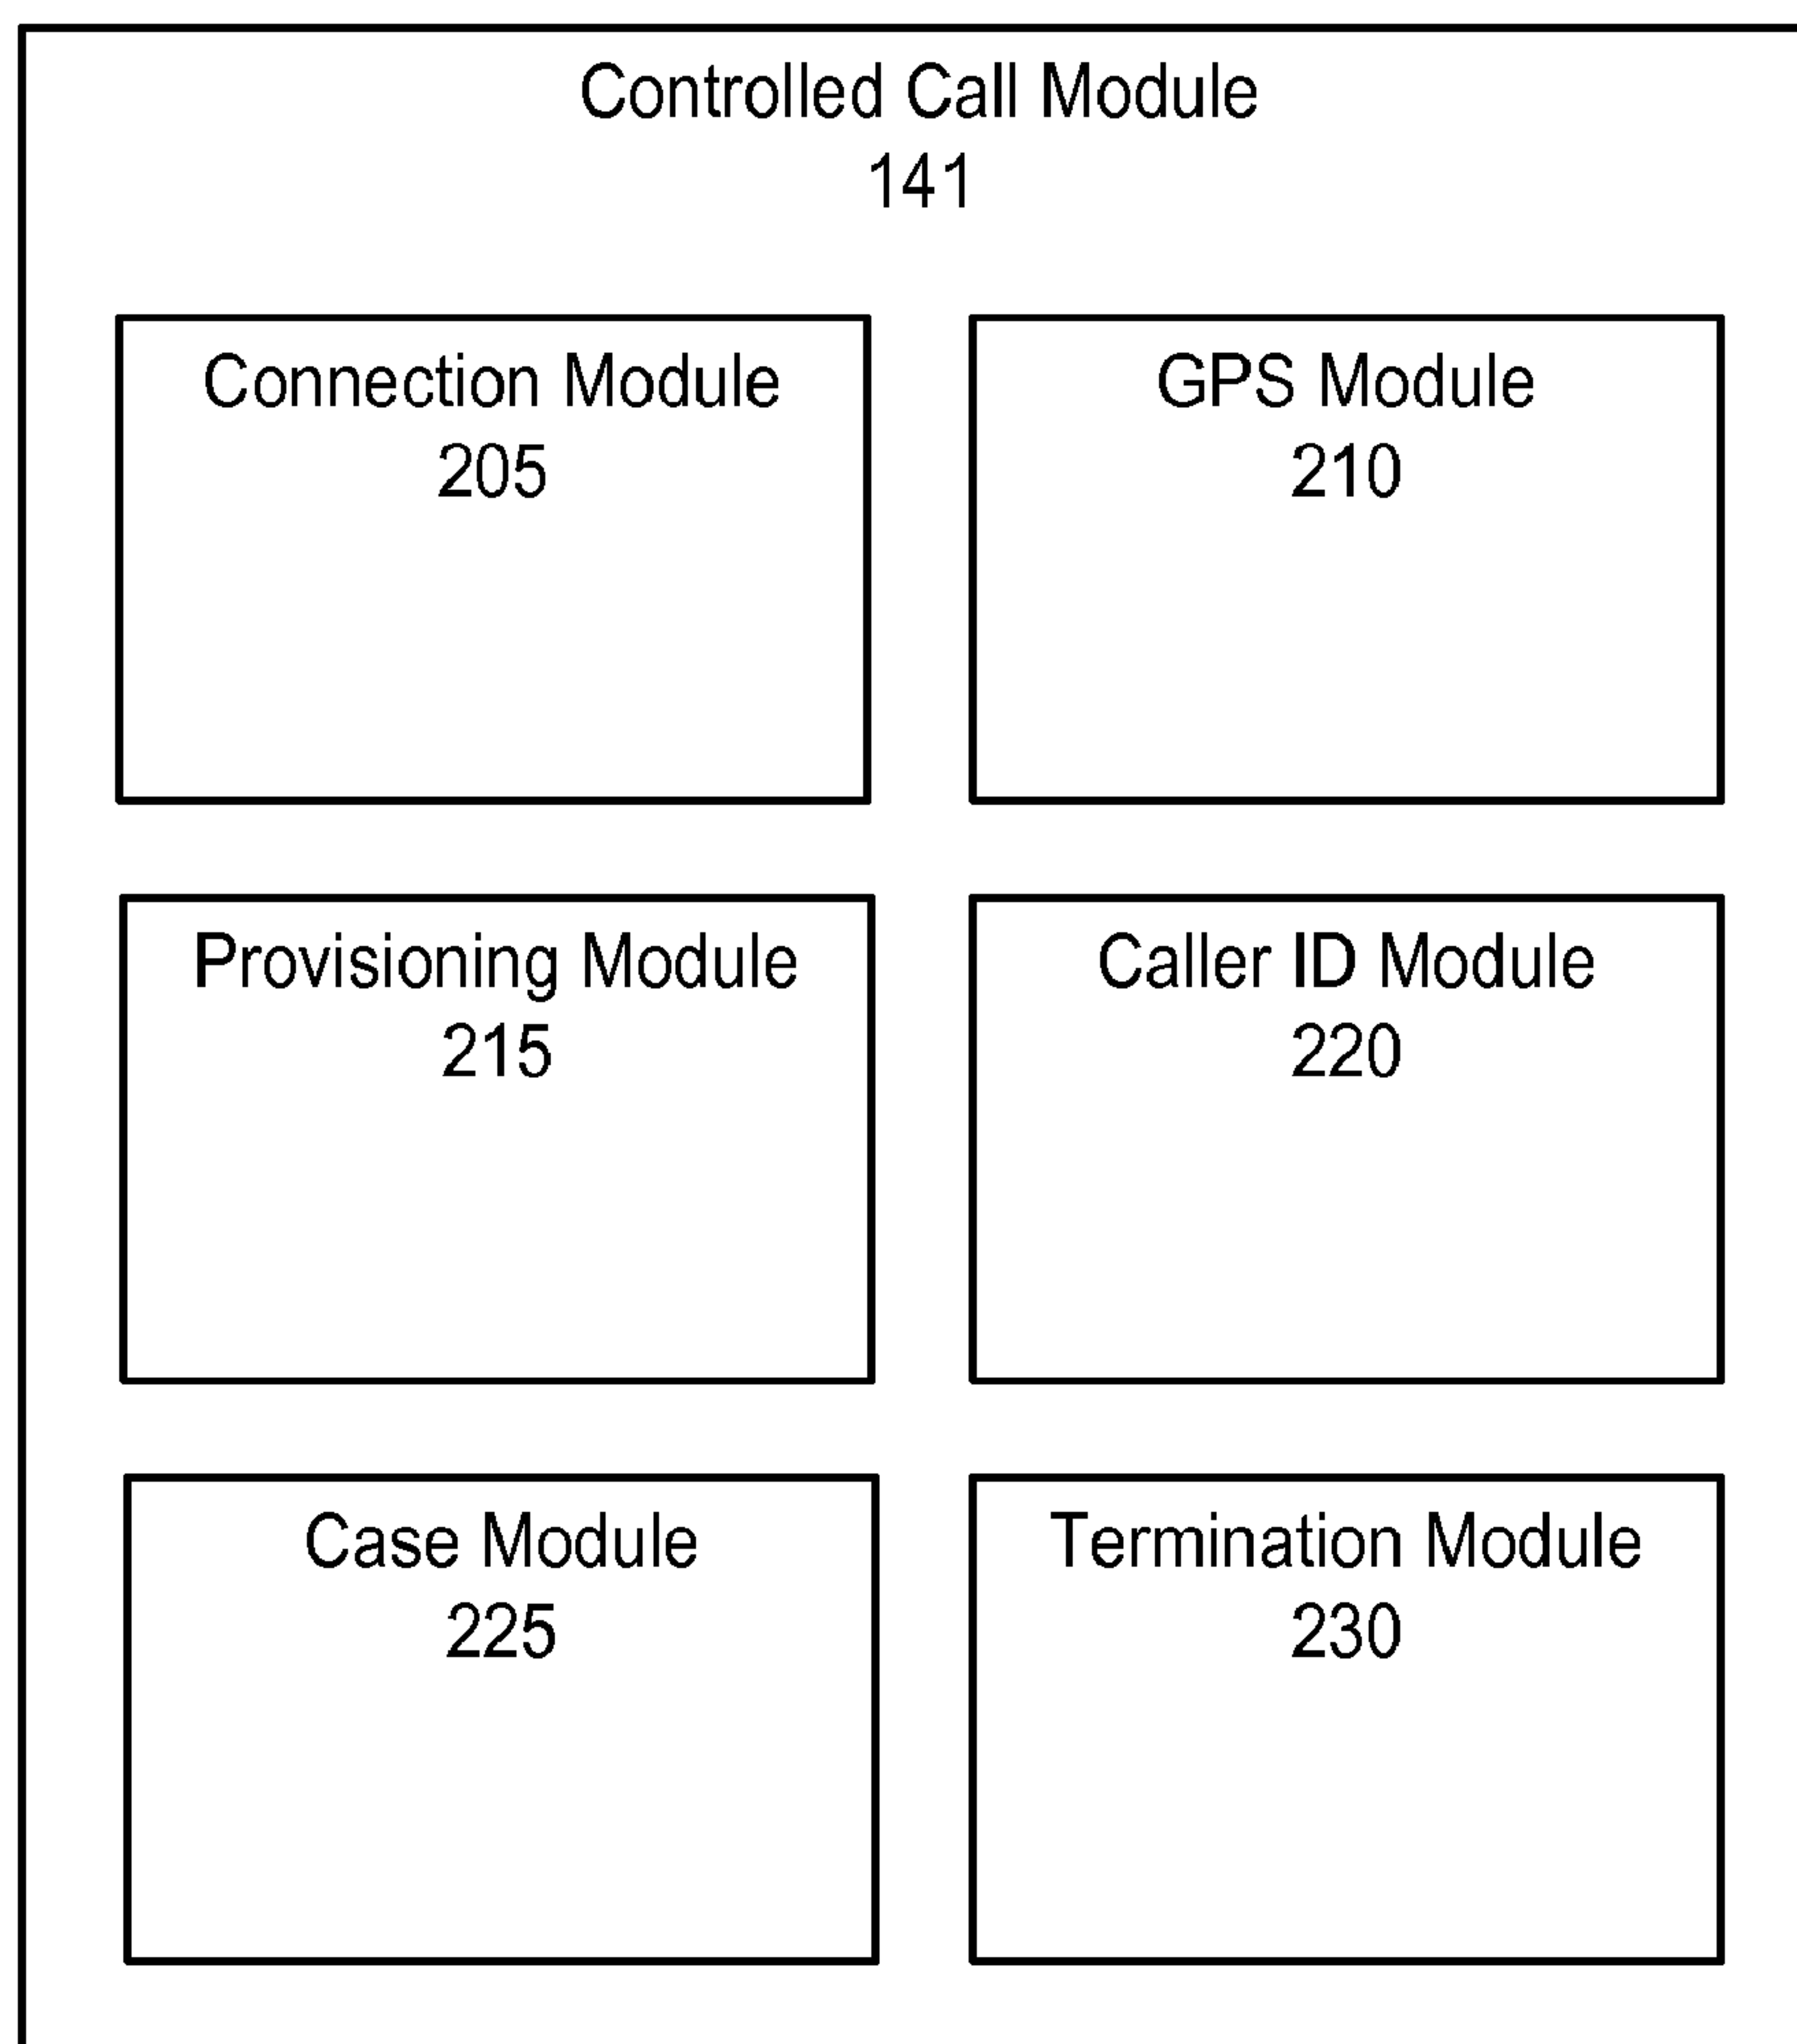 Controlled Call Module
141
Connection Module
205
GPS Module
210
Provisioning Module
215
Caller ID Module
220
Case Module
225
Termination Module
230